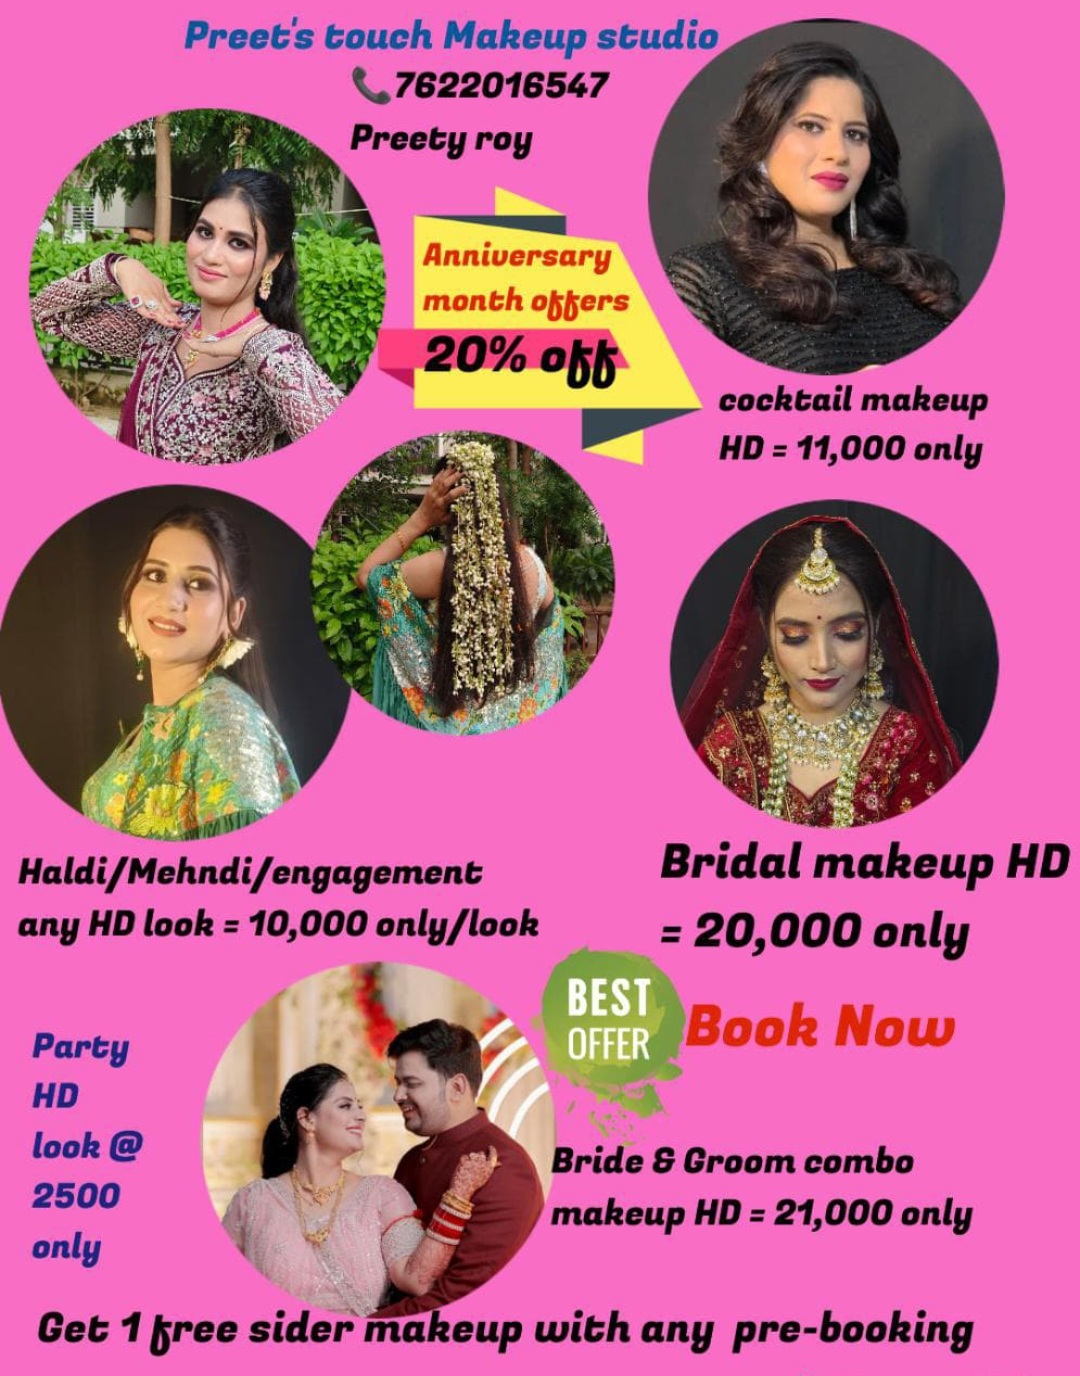 Preet's touch Makeup studio
7622016547
Preety roy
Anniversary
month offers
20% off
cocktail makeup
HD = 11,000 only
Haldi/Mehndi/engagement
any HD look = 10,000 only/look
Bridal makeup HD
= 20,000 only
BEST
OFFER
Book Now
Party
HD
look @
2500
only
Bride & Groom combo
makeup HD = 21,000 only
Get 1 free sider makeup with any pre-booking